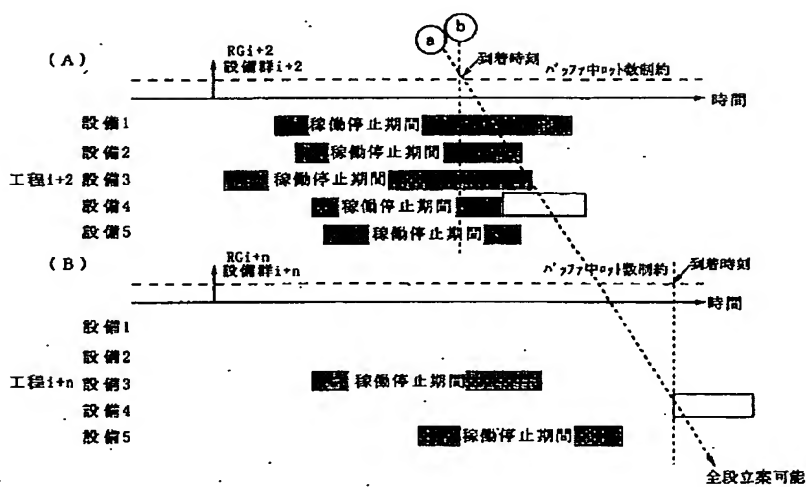 (A)
RGi+2
設備群i+2
a
b
到着時刻
バッファ中ロット数制約
時間
設備1 稼働停止期間
設備2 稼働停止期間
工程i+2 設備3 稼働停止期間
設備4 稼働停止期間
設備5 稼働停止期間
(B)
RGi+n
設備群i+n
バッファ中ロット数制約
到着時刻
時間
設備1
設備2
工程i+n 設備3 稼働停止期間
設備4
設備5 稼働停止期間
全段立案可能